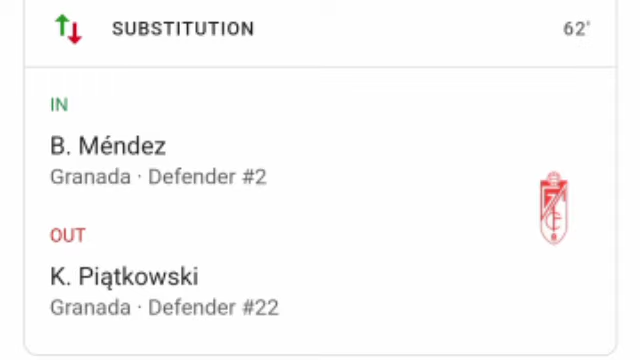 SUBSTITUTION 62'
IN
B. Méndez
Granada · Defender #2
OUT
K. Piątkowski
Granada · Defender #22